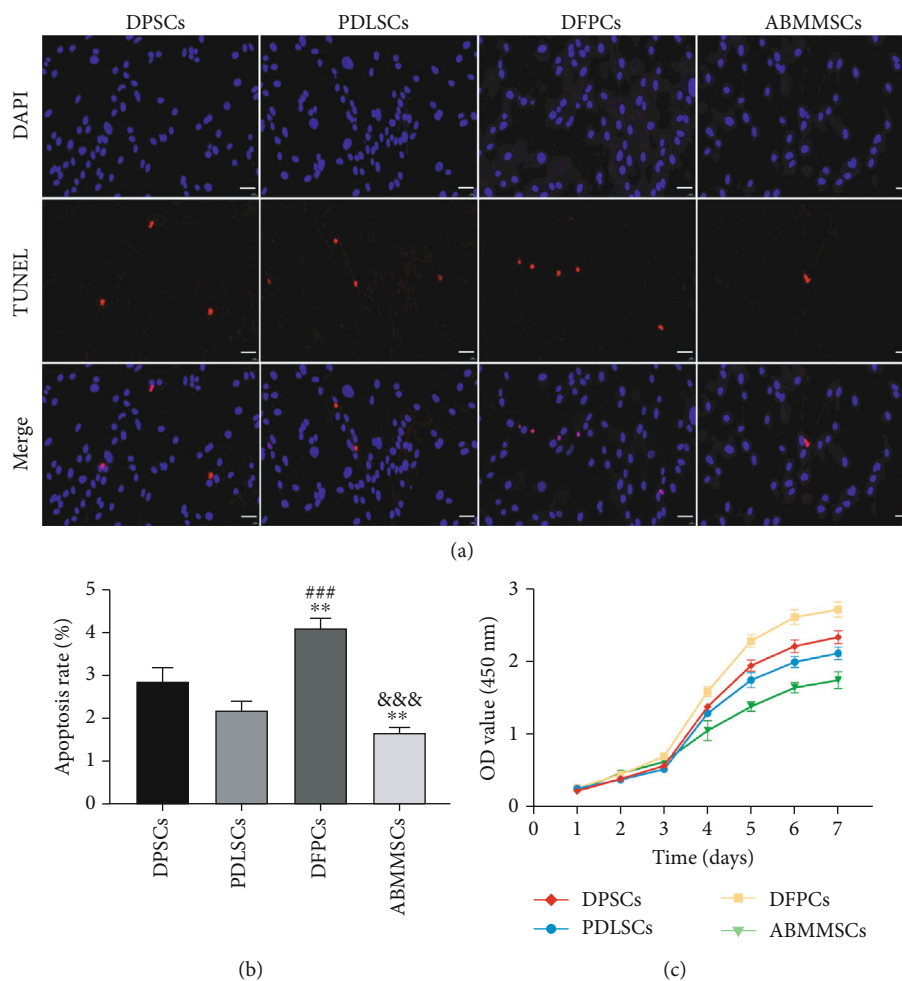 DPSCs PDLSCs DFPCs ABMMSCs
DAPI
TUNEL
Merge
(a)
Apoptosis rate (%)
5
4
3
2
1
0
###
**
&&&
**
DPSCs
PDLSCs
DFPCs
ABMMSCs
(b)
OD value (450 nm)
3
2
1
0
0 1 2 3 4 5 6 7
Time (days)
DPSCs DFPCs
PDLSCs ABMMSCs
(c)